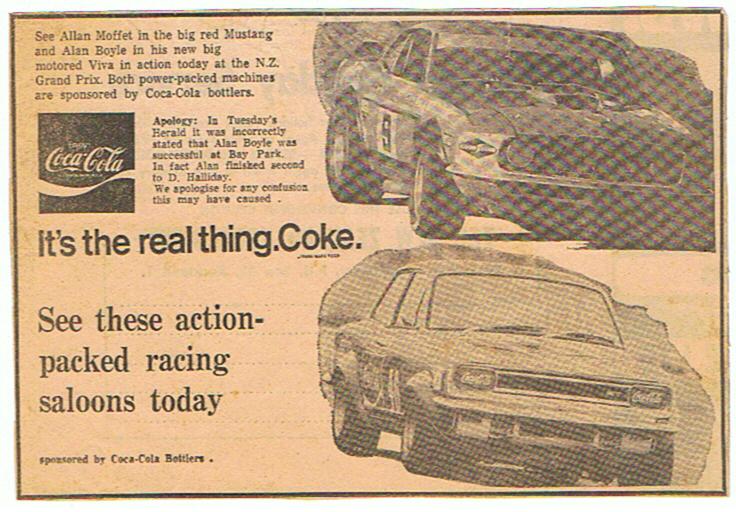 See Allan Moffet in the big red Mustang
and Alan Boyle in his new big
motored Viva in action today at the N.Z.
Grand Prix. Both power-packed machines
are sponsored by Coca-Cola bottlers.
ENJOY
Coca-Cola
Apology: In Tuesday's
Herald it was incorrectly
stated that Alan Boyle was
successful at Bay Park.
In fact Alan finished second
to D. Halliday.
We apologise for any confusion
this may have caused .
9
It's the real thing.Coke.
See these action-
packed racing
saloons today
sponsored by Coca-Cola Bottlers .